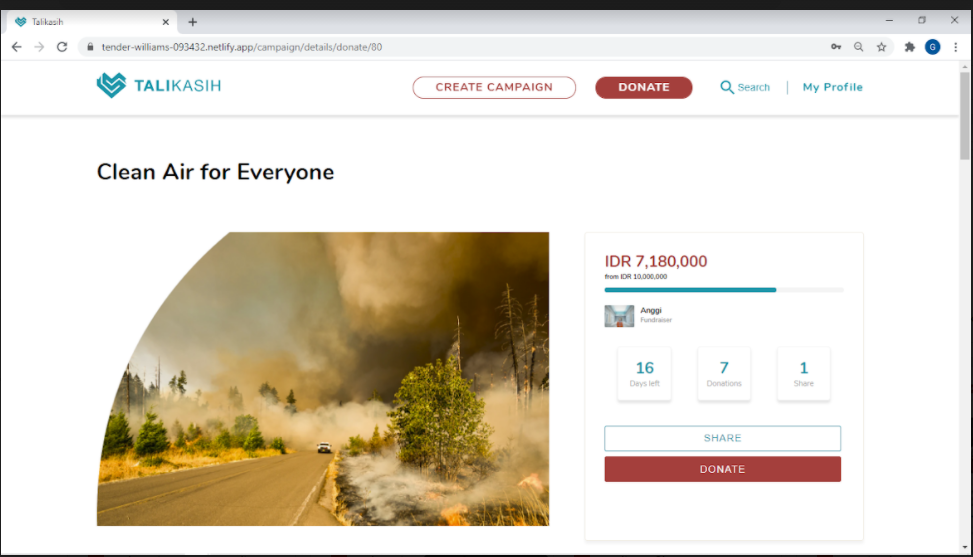 Talikasih
tender-williams-093432.netlify.app/campaign/details/donate/80
G
TALIKASIH
CREATE CAMPAIGN
DONATE
Search
My Profile
Clean Air for Everyone
IDR 7,180,000
from IDR 10,000,000
Anggi
Fundraiser
16
Days left
7
Donations
1
Share
SHARE
DONATE